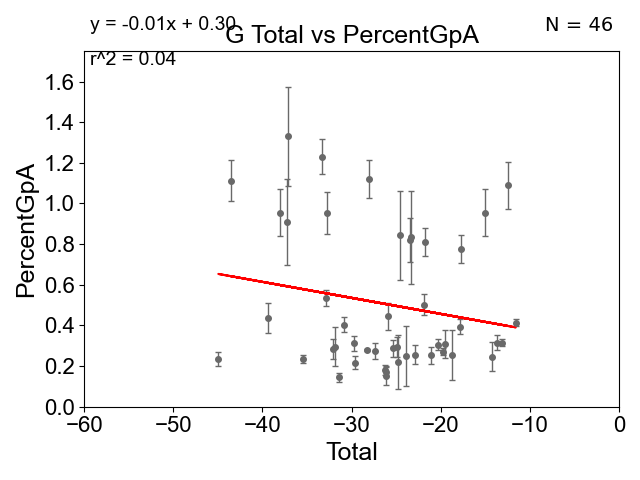 y = -0.01x + 0.30
G Total vs PercentGpA
N = 46
r^2 = 0.04
PercentGpA
1.6
1.4
1.2
1.0
0.8
0.6
0.4
0.2
0.0
−60 −50 −40 −30 −20 −10 0
Total